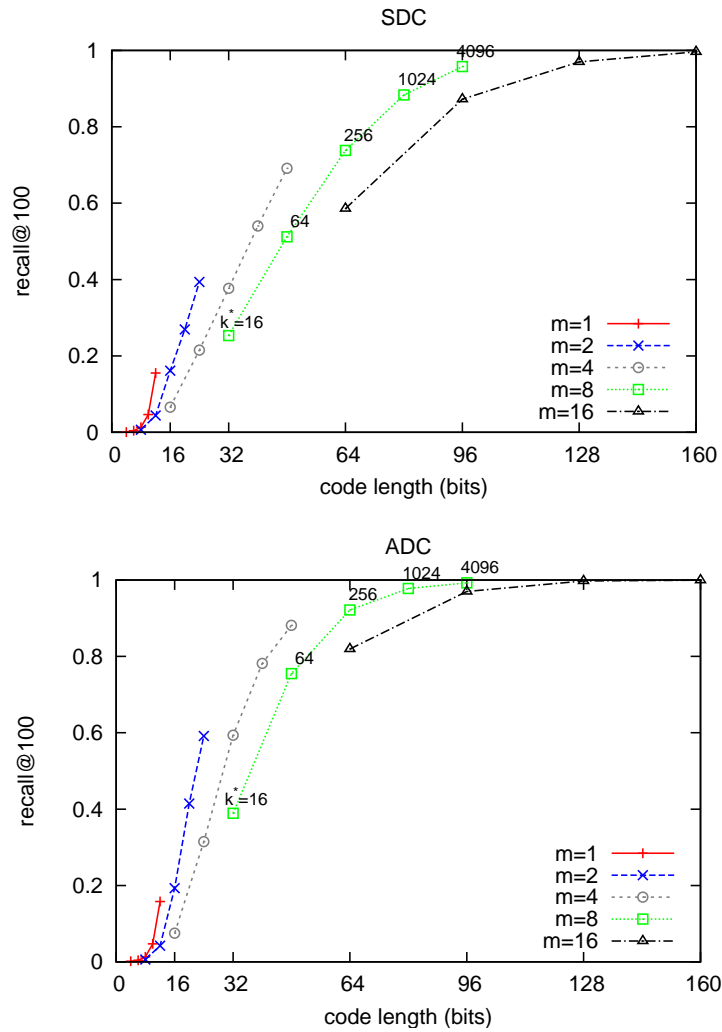 SDC
1
0.8
0.6
0.4
0.2
0
recall@100
4096
1024
256
64
k*=16
m=1
m=2
m=4
m=8
m=16
0 16 32 64 96 128 160
code length (bits)
ADC
1
0.8
0.6
0.4
0.2
0
recall@100
4096
1024
256
64
k*=16
m=1
m=2
m=4
m=8
m=16
0 16 32 64 96 128 160
code length (bits)